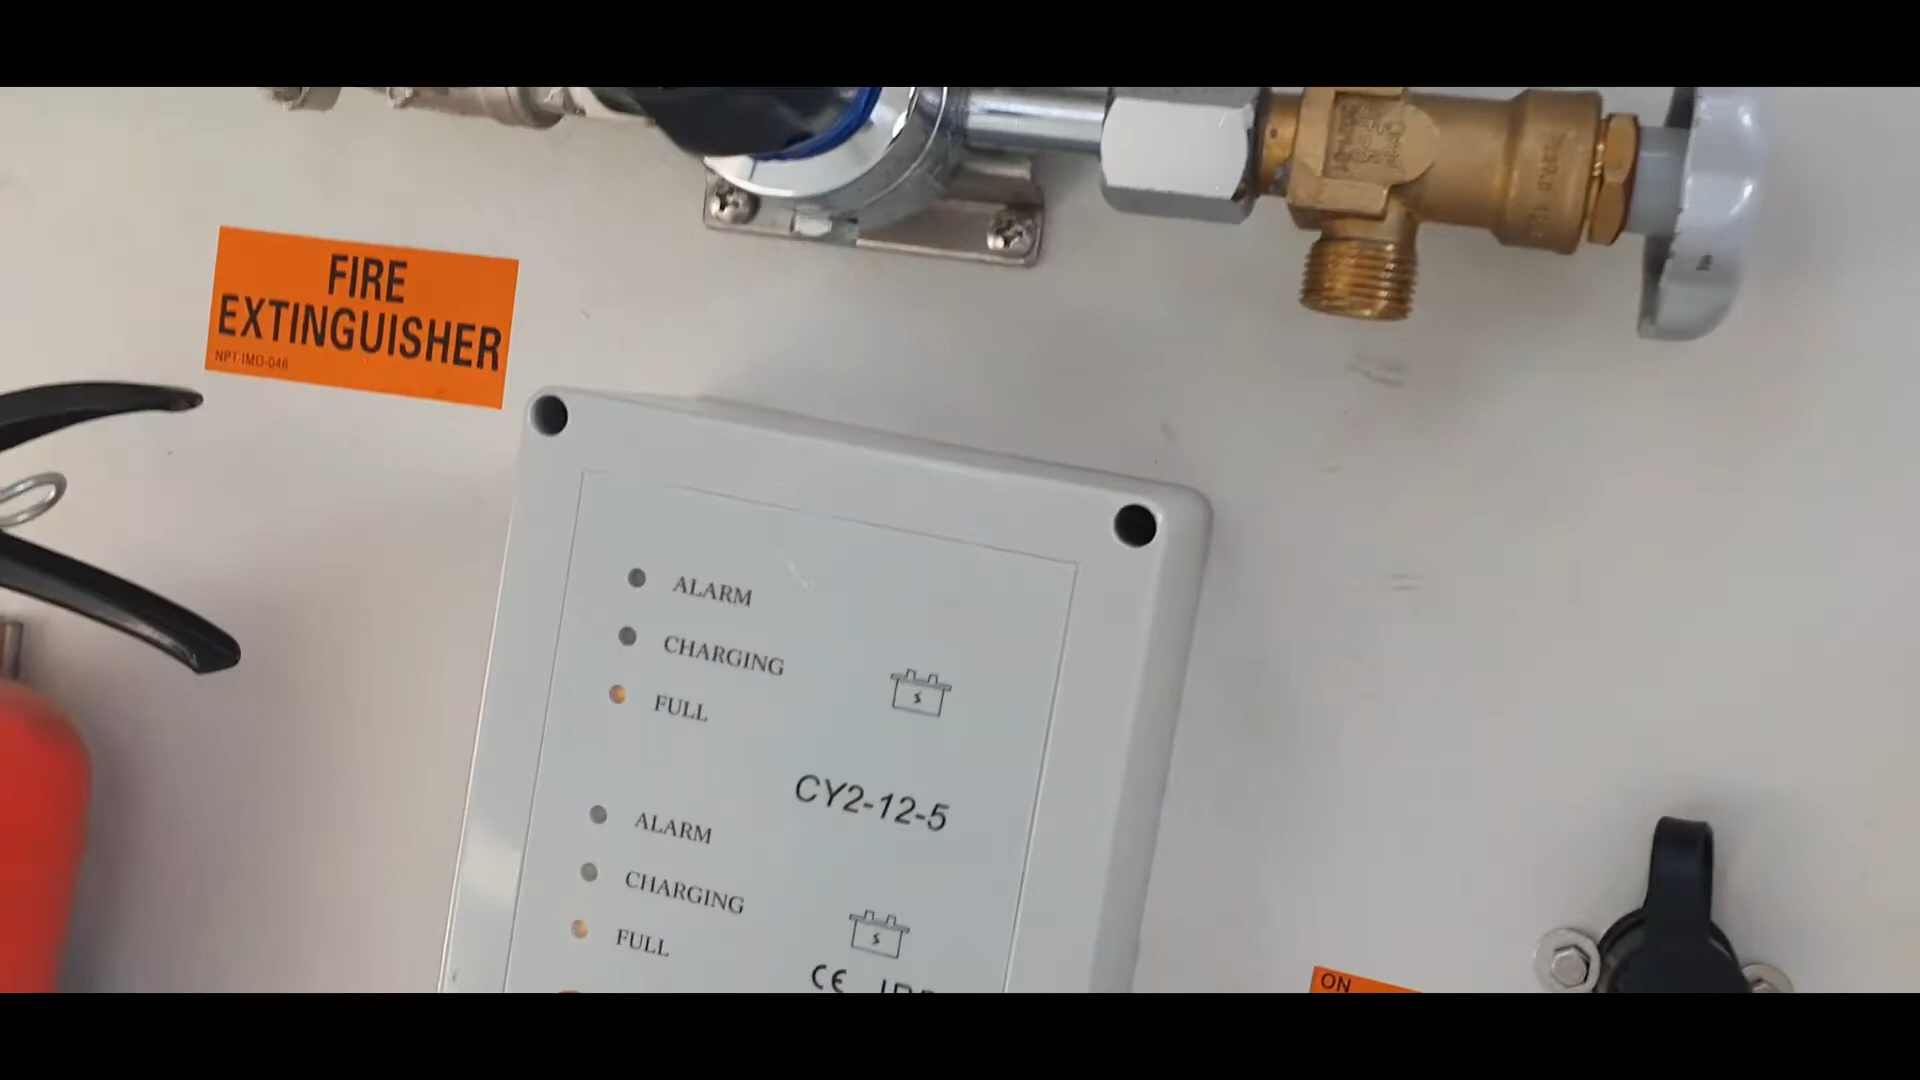 FIRE
EXTINGUISHER
NPT-IMO-046
ALARM
CHARGING
FULL
CY2-12-5
ALARM
CHARGING
FULL
CE
ON